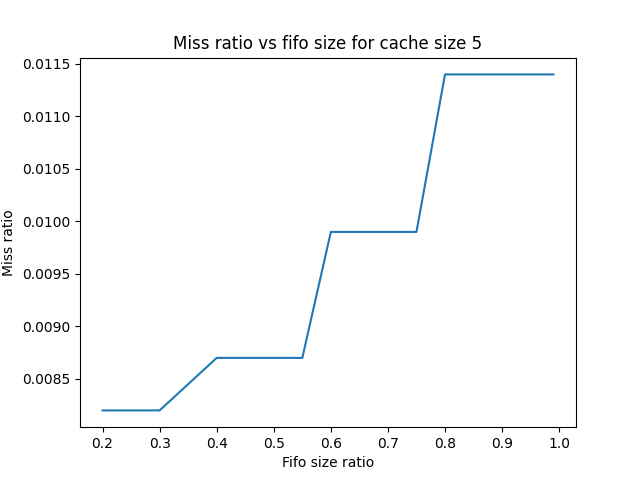 Miss ratio vs fifo size for cache size 5
0.0115
0.0110
0.0105
0.0100
0.0095
0.0090
0.0085
Miss ratio
0.2 0.3 0.4 0.5 0.6 0.7 0.8 0.9 1.0
Fifo size ratio